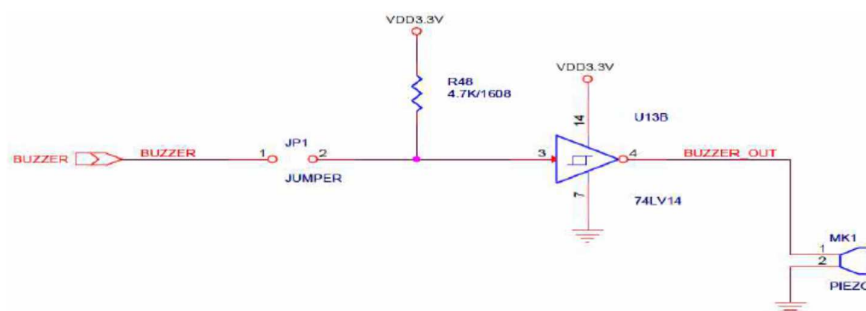 VDD3.3V
R48
4.7K/1608
VDD3.3V
14
U13B
BUZZER
BUZZER
1
JP1
2
JUMPER
3
4
BUZZER_OUT
7
74LV14
MK1
1
2
PIEZO